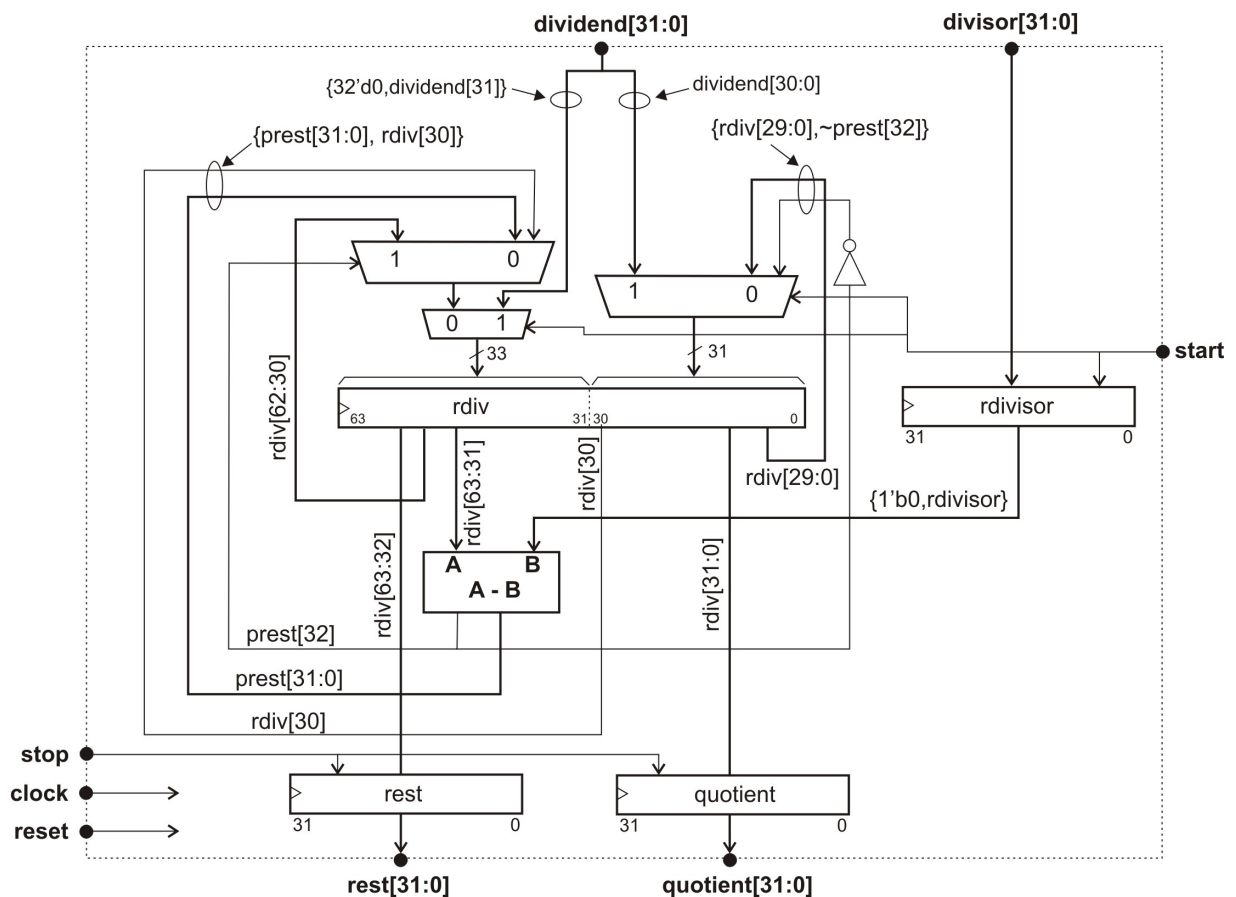 dividend[31:0]
divisor[31:0]
{32'd0,dividend[31]}
dividend[30:0]
{prest[31:0], rdiv[30]}
{rdiv[29:0],~prest[32]}
1
0
1
0
0
1
33
31
start
rdiv[62:30]
rdiv
63
31
30
0
rdivisor
31
0
rdiv[63:31]
rdiv[30]
rdiv[29:0]
{1'b0,rdivisor}
rdiv[63:32]
A
B
A - B
rdiv[31:0]
prest[32]
prest[31:0]
rdiv[30]
stop
clock
reset
rest
31
0
quotient
31
0
rest[31:0]
quotient[31:0]